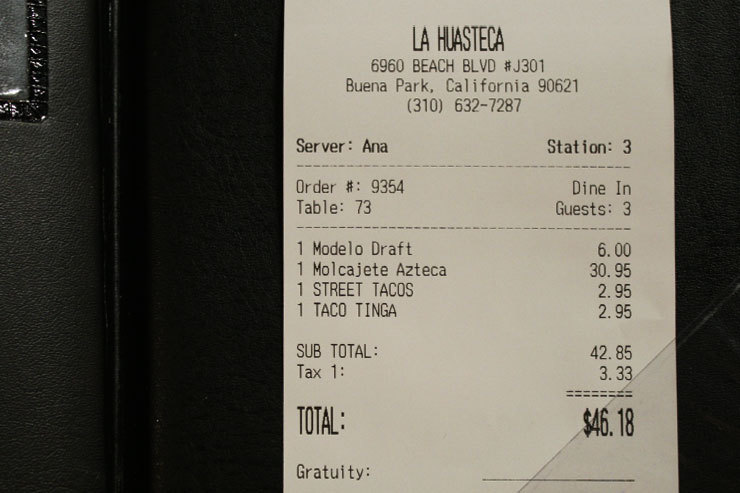 LA HUASTECA
6960 BEACH BLVD #J301
Buena Park, California 90621
(310) 632-7287
Server: Ana Station: 3
Order #: 9354 Dine In
Table: 73 Guests: 3
1 Modelo Draft 6.00
1 Molcajete Azteca 30.95
1 STREET TACOS 2.95
1 TACO TINGA 2.95
SUB TOTAL: 42.85
Tax 1: 3.33
========
TOTAL: $46.18
Gratuity: